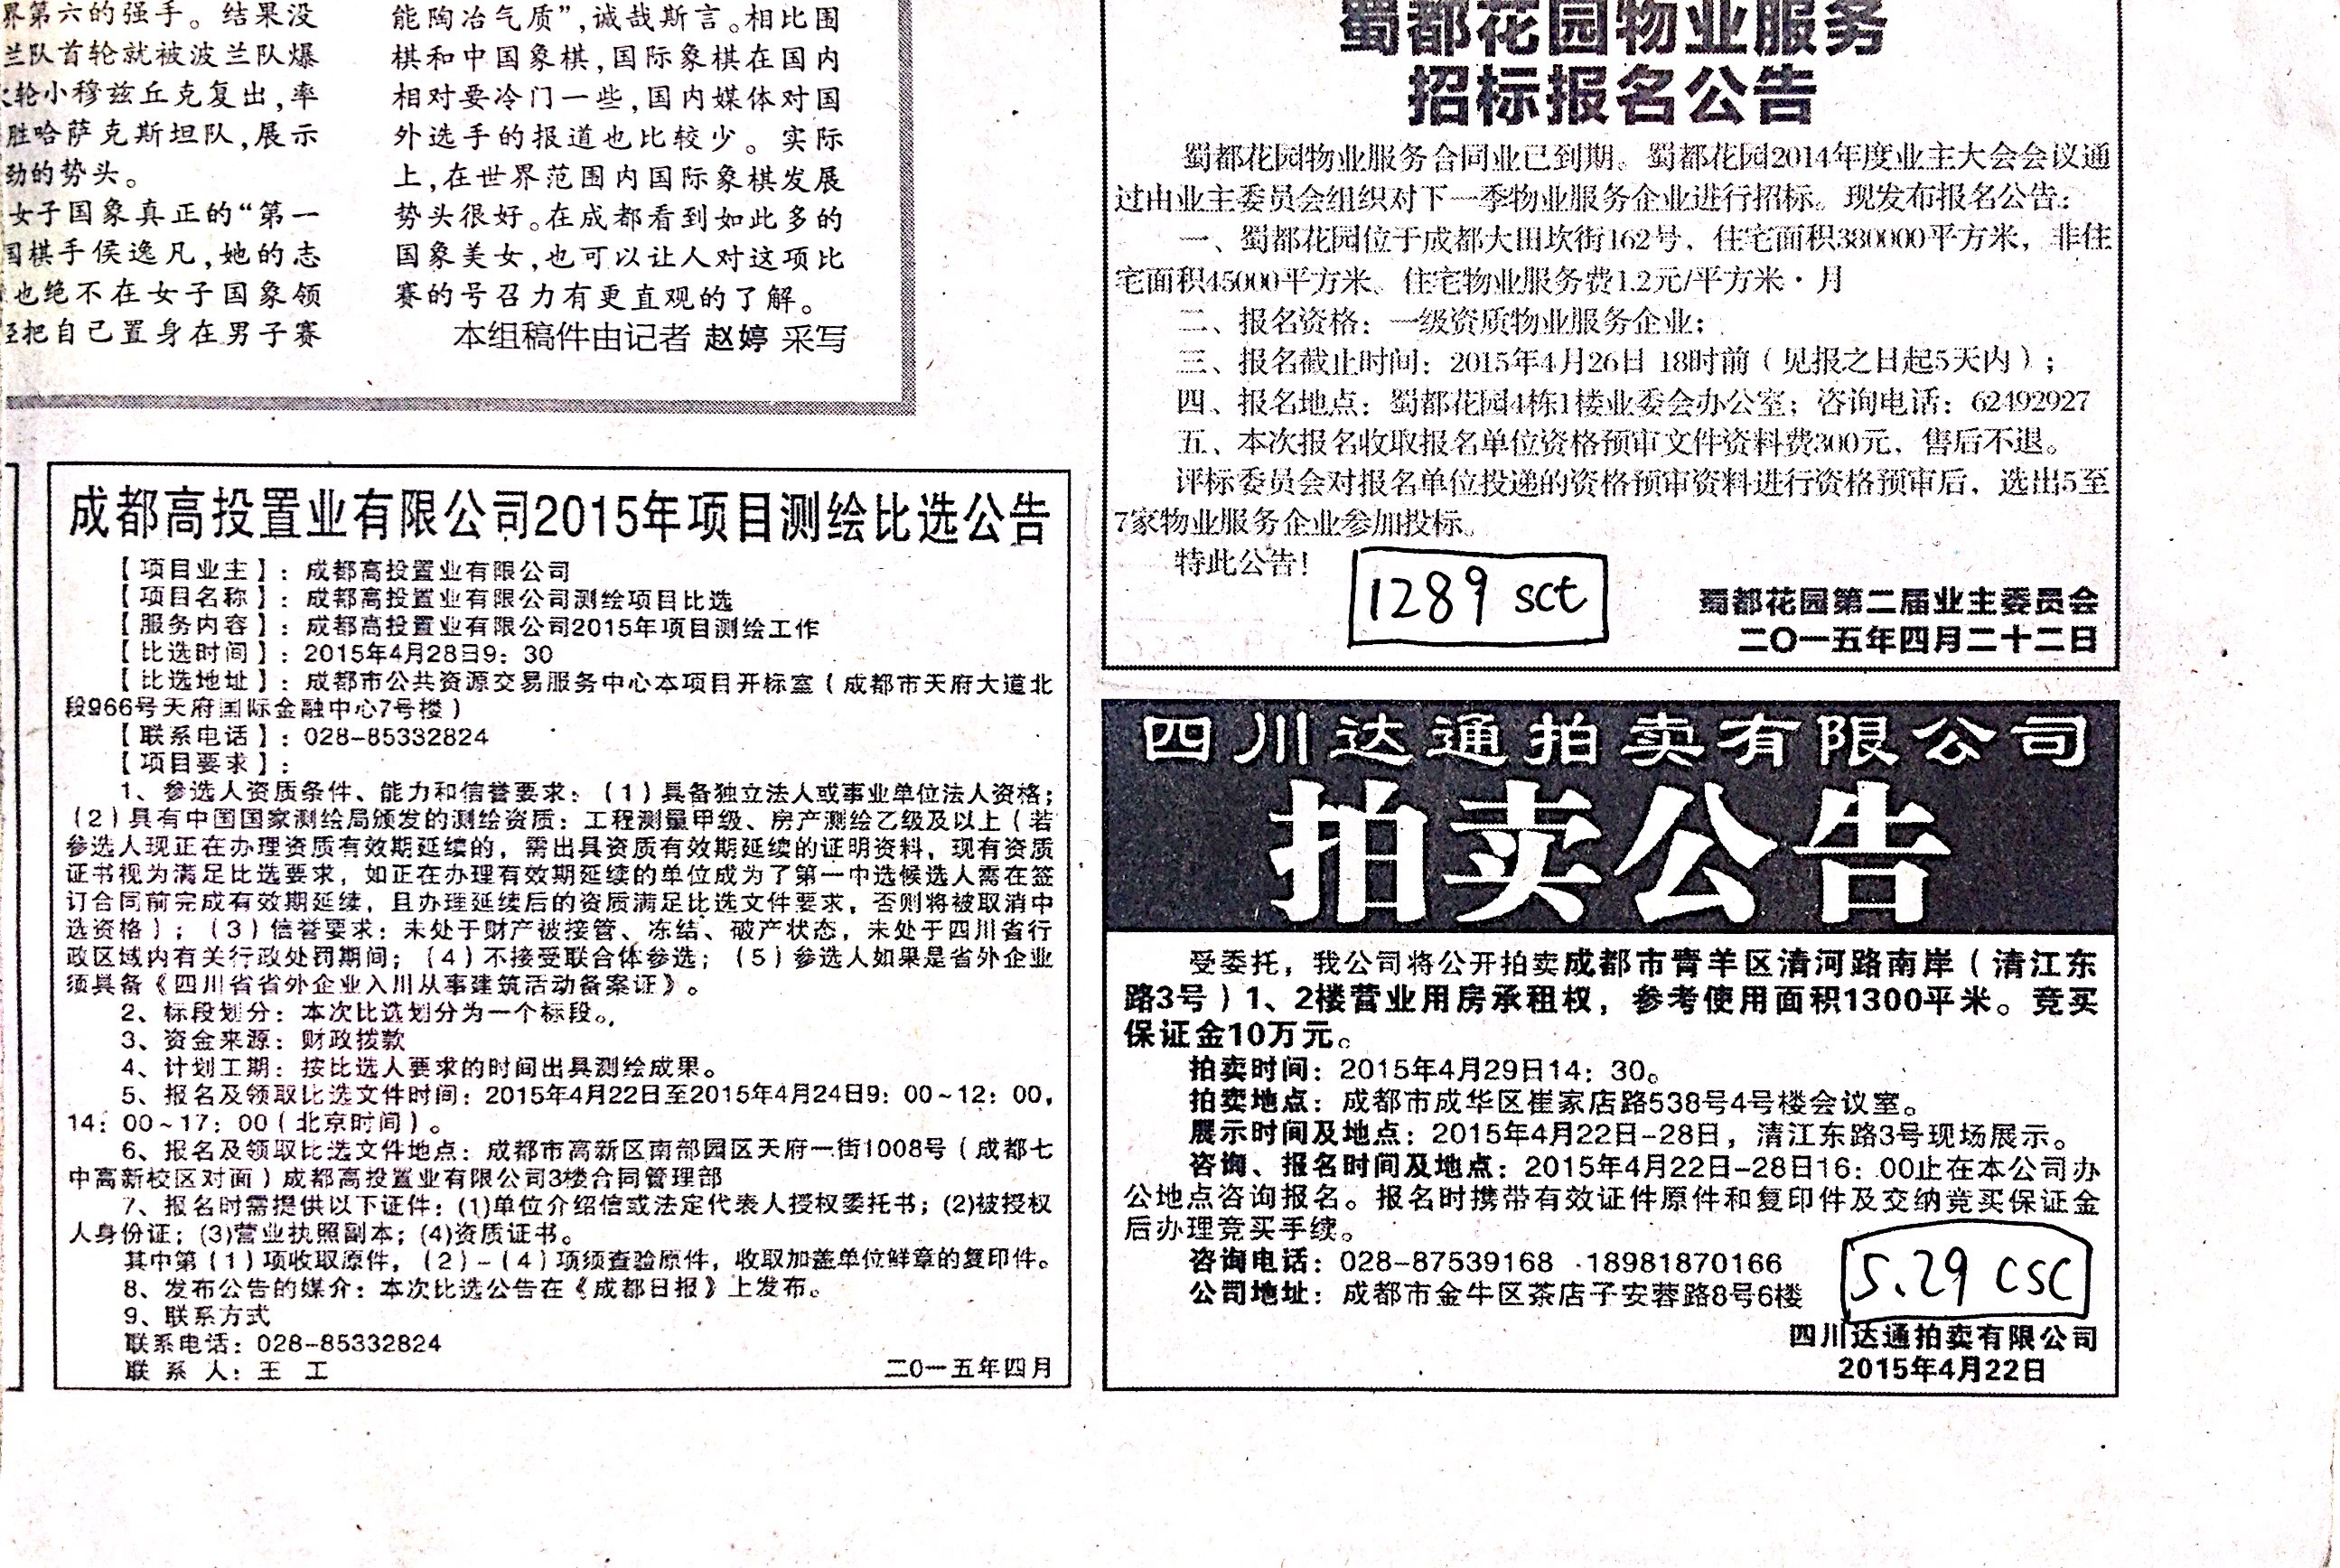 界第六的强手。结果没
兰队首轮就被波兰队爆
轮小穆兹丘克复出,率
胜哈萨克斯坦队,展示
劲的势头。
女子国象真正的“第一
国棋手侯逸凡,她的志
也绝不在女子国象领
把自己置身在男子赛
能陶冶气质”,诚哉斯言。相比围
棋和中国象棋,国际象棋在国内
相对要冷门一些,国内媒体对国
外选手的报道也比较少。实际
上,在世界范围内国际象棋发展
势头很好。在成都看到如此多的
国象美女,也可以让人对这项比
赛的号召力有更直观的了解。
本组稿件由记者 赵婷 采写
成都高投置业有限公司2015年项目测绘比选公告
【项目业主】:成都高投置业有限公司
【项目名称】:成都高投置业有限公司测绘项目比选
【服务内容】:成都高投置业有限公司2015年项目测绘工作
【比选时间】:2015年4月28日9:30
【比选地址】:成都市公共资源交易服务中心本项目开标室(成都市天府大道北
段966号天府国际金融中心7号楼)
【联系电话】:028-85332824
【项目要求】:
1、参选人资质条件、能力和信誉要求:(1)具备独立法人或事业单位法人资格;
(2)具有中国国家测绘局颁发的测绘资质:工程测量甲级、房产测绘乙级及以上(若
参选人现正在办理资质有效期延续的,需出具资质有效期延续的证明资料,现有资质
证书视为满足比选要求,如正在办理有效期延续的单位成为了第一中选候选人需在签
订合同前完成有效期延续,且办理延续后的资质满足比选文件要求,否则将被取消中
选资格);(3)信誉要求:未处于财产被接管、冻结、破产状态,未处于四川省行
政区域内有关行政处罚期间;(4)不接受联合体参选;(5)参选人如果是省外企业
须具备《四川省省外企业入川从事建筑活动备案证》。
2、标段划分:本次比选划分为一个标段。
3、资金来源:财政拨款
4、计划工期:按比选人要求的时间出具测绘成果。
5、报名及领取比选文件时间:2015年4月22日至2015年4月24日9:00~12:00,
14:00~17:00(北京时间)。
6、报名及领取比选文件地点:成都市高新区南部园区天府一街1008号(成都七
中高新校区对面)成都高投置业有限公司3楼合同管理部
7、报名时需提供以下证件:(1)单位介绍信或法定代表人授权委托书;(2)被授权
人身份证;(3)营业执照副本;(4)资质证书。
其中第(1)项收取原件,(2)-(4)项须查验原件,收取加盖单位鲜章的复印件。
8、发布公告的媒介:本次比选公告在《成都日报》上发布。
9、联系方式
联系电话:028-85332824
联 系 人:王 工
二0一五年四月
蜀都花园物业服务
招标报名公告
蜀都花园物业服务合同业已到期。蜀都花园2014年度业主大会会议通
过由业主委员会组织对下一季物业服务企业进行招标。现发布报名公告:
一、蜀都花园位于成都大田坎街162号,住宅面积380000平方米,非住
宅面积45000平方米。住宅物业服务费1.2元/平方米·月
二、报名资格:一级资质物业服务企业;
三、报名截止时间:2015年4月26日 18时前(见报之日起5天内);
四、报名地点:蜀都花园4栋1楼业委会办公室;咨询电话:62492927
五、本次报名收取报名单位资格预审文件资料费300元,售后不退。
评标委员会对报名单位投递的资格预审资料进行资格预审后,选出5至
7家物业服务企业参加投标。
特此公告!
1289 sct
蜀都花园第二届业主委员会
二〇一五年四月二十二日
四川达通拍卖有限公司
拍卖公告
受委托,我公司将公开拍卖成都市青羊区清河路南岸(清江东
路3号)1、2楼营业用房承租权,参考使用面积1300平米。竞买
保证金10万元。
拍卖时间:2015年4月29日14:30。
拍卖地点:成都市成华区崔家店路538号4号楼会议室。
展示时间及地点:2015年4月22日-28日,清江东路3号现场展示。
咨询、报名时间及地点:2015年4月22日-28日16:00止在本公司办
公地点咨询报名。报名时携带有效证件原件和复印件及交纳竞买保证金
后办理竞买手续。
咨询电话:028-87539168 18981870166
公司地址:成都市金牛区茶店子安蓉路8号6楼
5.29 csc
四川达通拍卖有限公司
2015年4月22日